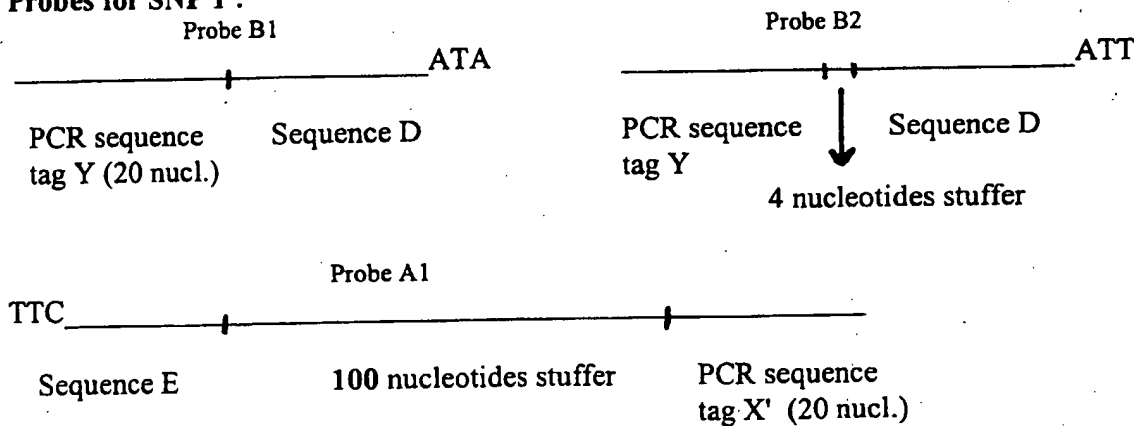 Probes for SNP 1 :
Probe B1
ATA
PCR sequence
tag Y (20 nucl.)
Sequence D
Probe B2
ATT
PCR sequence
tag Y
Sequence D
4 nucleotides stuffer
Probe A1
TTC
Sequence E
100 nucleotides stuffer
PCR sequence
tag X' (20 nucl.)